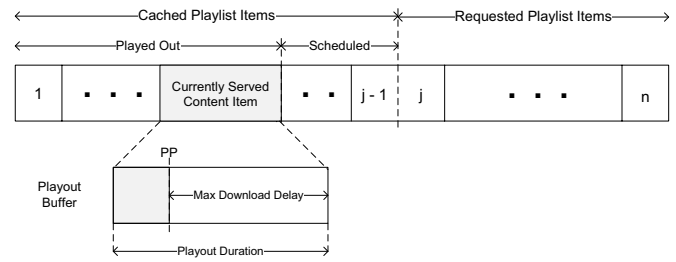 Cached Playlist Items
Requested Playlist Items
Played Out
Scheduled
1
Currently Served
Content Item
j - 1
j
n
PP
Playout
Buffer
Max Download Delay
Playout Duration